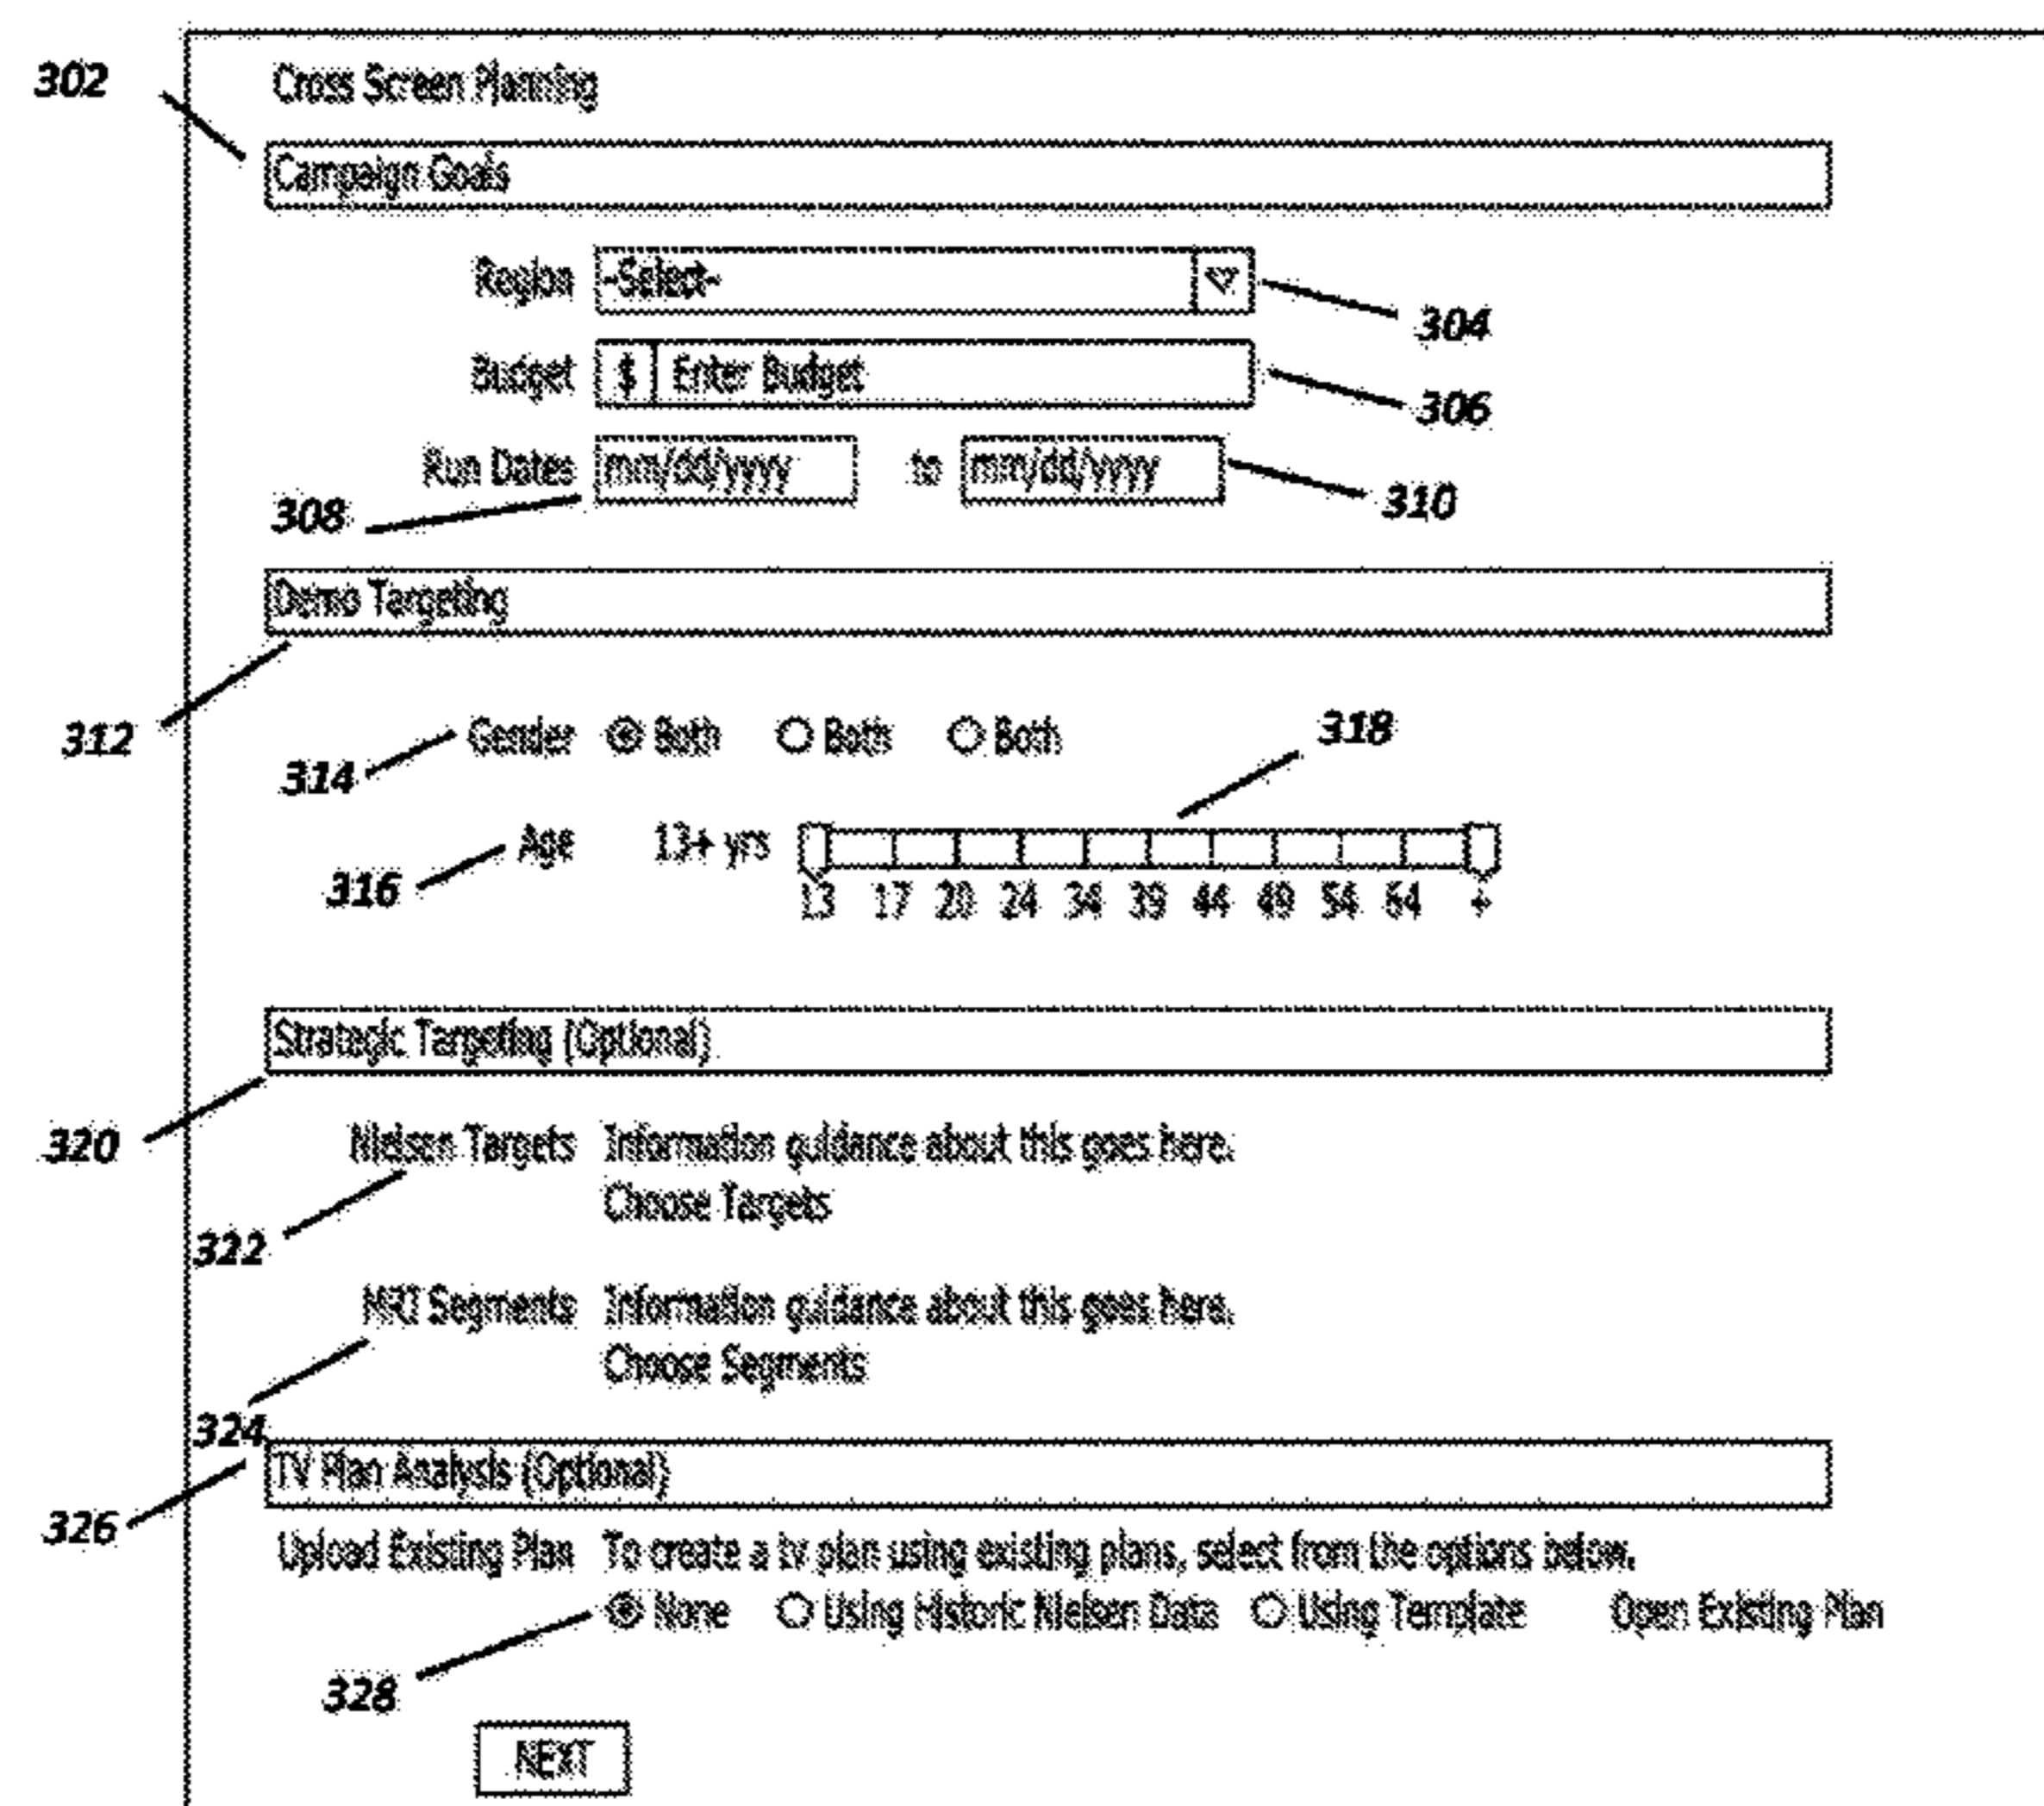 302
Cross Screen Planning
Campaign Goals
Region -Select-
304
Budget $ Enter Budget
306
Run Dates mm/dd/yyyy to mm/dd/yyyy
308
310
Demo Targeting
312
314 Gender Both Both Both
318
316 Age 13+ yrs
13 17 20 24 34 39 44 49 54 64 +
Strategic Targeting (Optional)
320
Nielsen Targets Information guidance about this goes here.
Choose Targets
322
MRI Segments Information guidance about this goes here.
Choose Segments
324
TV Plan Analysis (Optional)
326
Upload Existing Plan To create a tv plan using existing plans, select from the options below.
None Using Historic Nielsen Data Using Template Open Existing Plan
328
NEXT